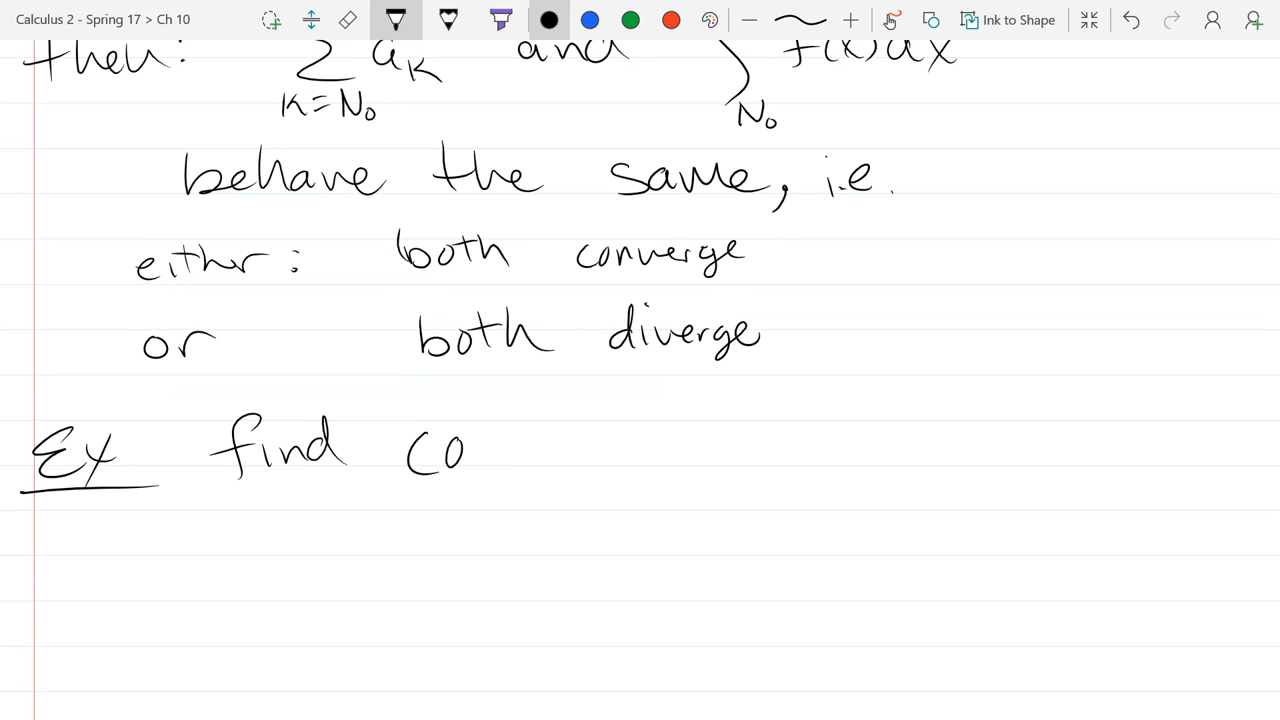 Calculus 2 - Spring 17 > Ch 10
Ink to Shape
then: ∑ aₖ and ∫ f(x)dx
K=N₀ N₀
behave the same, i.e.
either: both converge
or both diverge
Ex find co